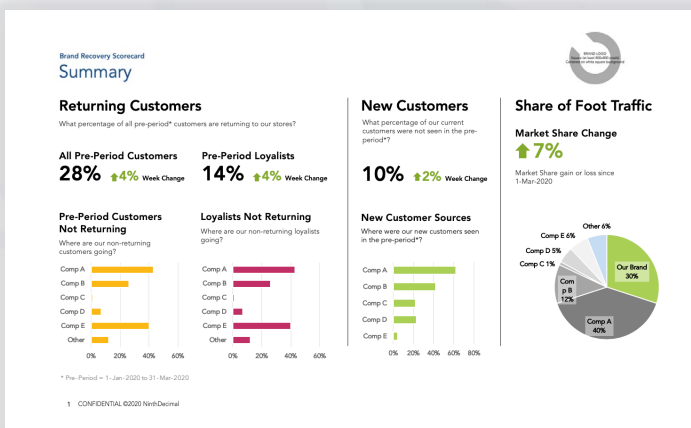 Brand Recovery Scorecard
Summary
BRAND LOGO
Returning Customers
What percentage of all pre-period* customers are returning to our stores?
All Pre-Period Customers
28% 4% Week Change
Pre-Period Loyalists
14% 4% Week Change
Pre-Period Customers
Not Returning
Where are our non-returning
customers going?
Comp A
Comp B
Comp C
Comp D
Comp E
Other
0% 20% 40% 60%
Loyalists Not Returning
Where are our non-returning loyalists
going?
Comp A
Comp B
Comp C
Comp D
Comp E
Other
0% 20% 40% 60%
New Customers
What percentage of our current
customers were not seen in the pre-
period*?
10% 2% Week Change
New Customer Sources
Where were our new customers seen
in the pre-period*?
Comp A
Comp B
Comp C
Comp D
Comp E
0% 20% 40% 60% 80%
Share of Foot Traffic
Market Share Change
7%
Market Share gain or loss since
1-Mar-2020
Other 6%
Comp E 6%
Comp D 5%
Comp C 1%
Our Brand
30%
Com
p B
12%
Comp A
40%
* Pre-Period = 1-Jan-2020 to 31-Mar-2020
1 CONFIDENTIAL ©2020 NinthDecimal